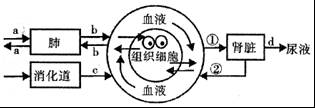 血液
a b ① d
肺 组织细胞 肾脏 尿液
a b ②
消化道 c
血液